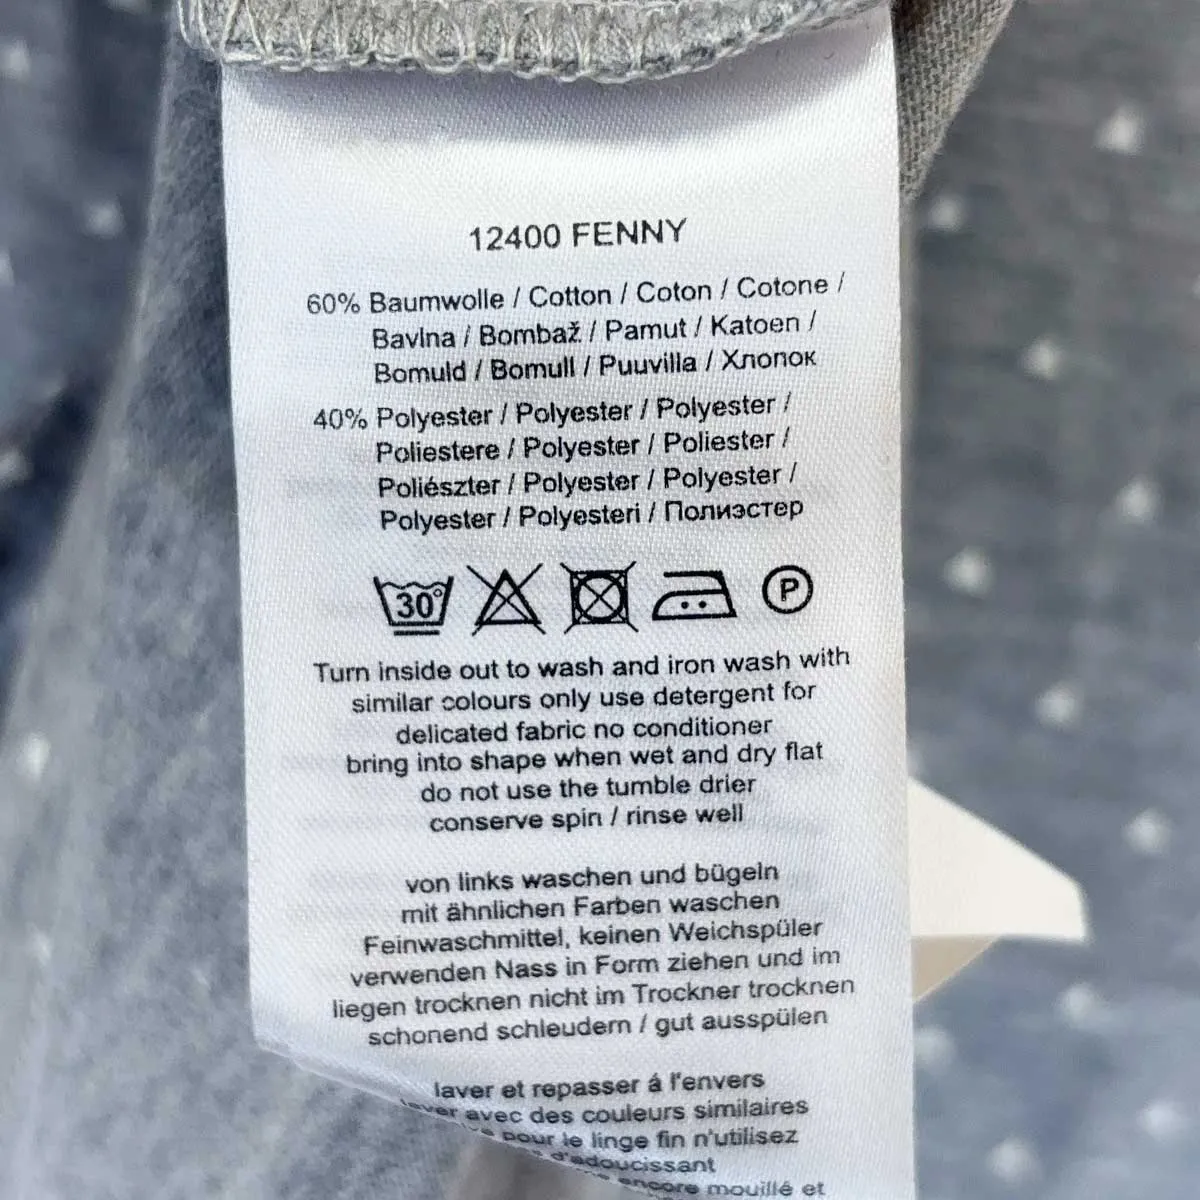 12400 FENNY
60% Baumwolle / Cotton / Coton / Cotone /
Bavlna / Bombaž / Pamut / Katoen /
Bomuld / Bomull / Puuvilla / Хлопок
40% Polyester / Polyester / Polyester /
Poliestere / Polyester / Poliester /
Poliészter / Polyester / Polyester /
Polyester / Polyesteri / Полиэстер
30° P
Turn inside out to wash and iron wash with
similar colours only use detergent for
delicated fabric no conditioner
bring into shape when wet and dry flat
do not use the tumble drier
conserve spin / rinse well
von links waschen und bügeln
mit ähnlichen Farben waschen
Feinwaschmittel, keinen Weichspüler
verwenden Nass in Form ziehen und im
liegen trocknen nicht im Trockner trocknen
schonend schleudern / gut ausspülen
laver et repasser á l'envers
laver avec des couleurs similaires
pour le linge fin n'utilisez
d'adoucissant
encore mouillé et